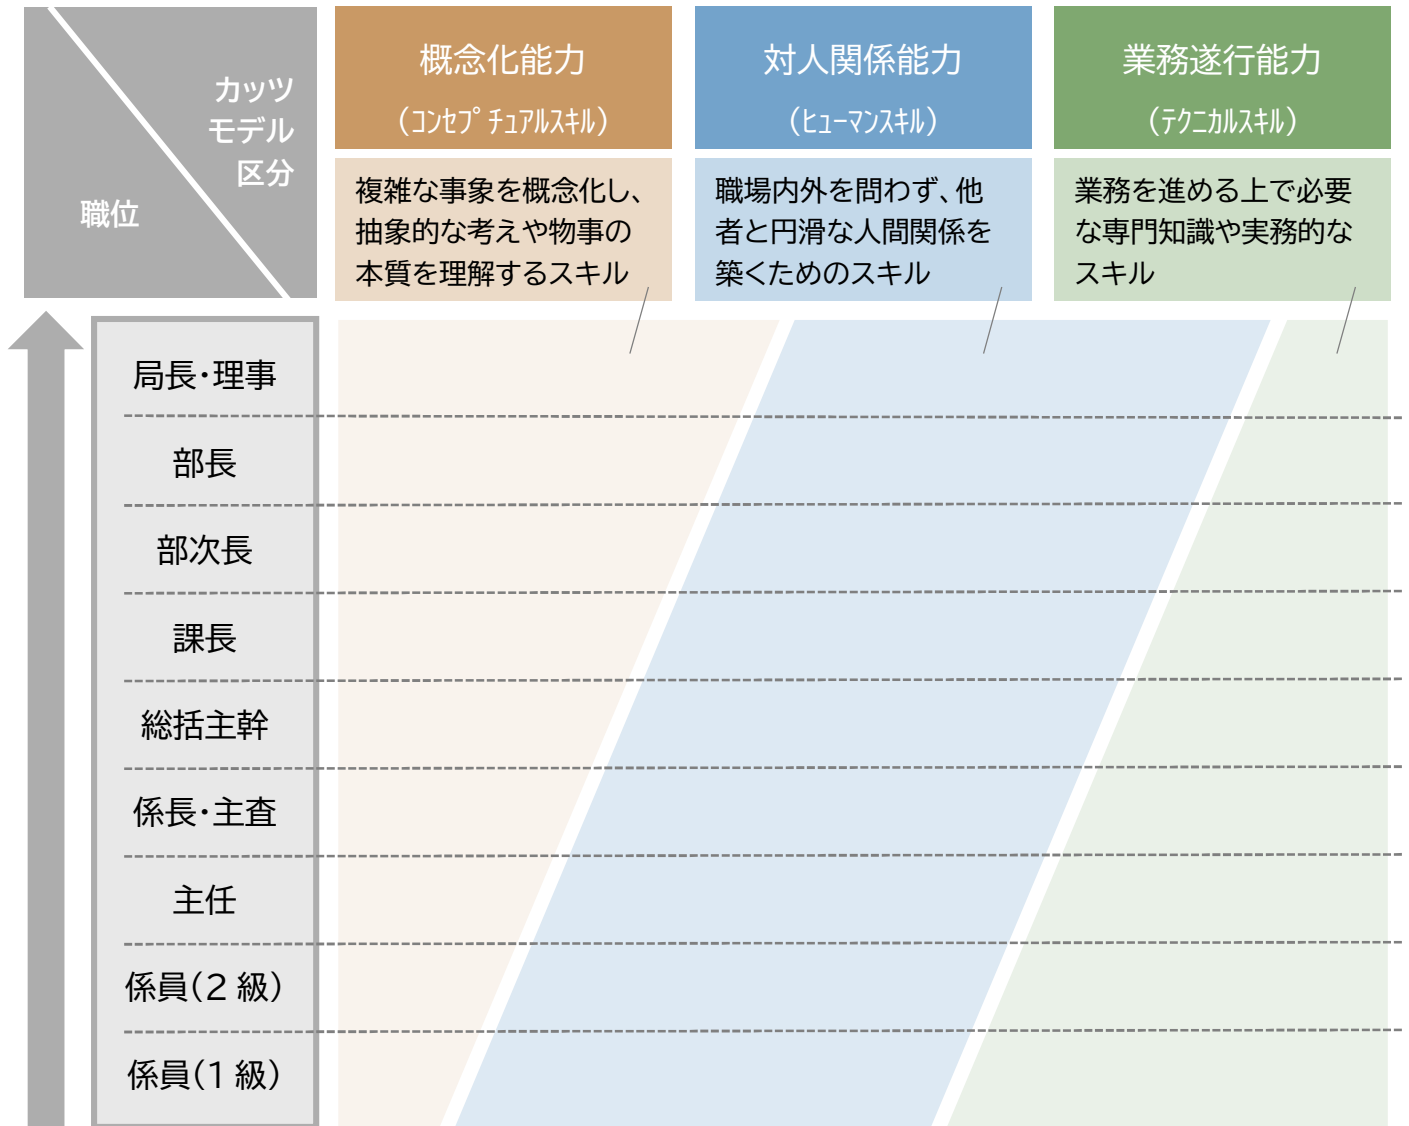 カッツ
モデル
区分
職位
概念化能力
（ｺﾝｾﾌﾟﾁｭｱﾙｽｷﾙ）
対人関係能力
（ﾋｭｰﾏﾝｽｷﾙ）
業務遂行能力
（ﾃｸﾆｶﾙｽｷﾙ）
複雑な事象を概念化し、
抽象的な考えや物事の
本質を理解するスキル
職場内外を問わず、他
者と円滑な人間関係を
築くためのスキル
業務を進める上で必要
な専門知識や実務的な
スキル
局長・理事
部長
部次長
課長
総括主幹
係長・主査
主任
係員（２級）
係員（１級）